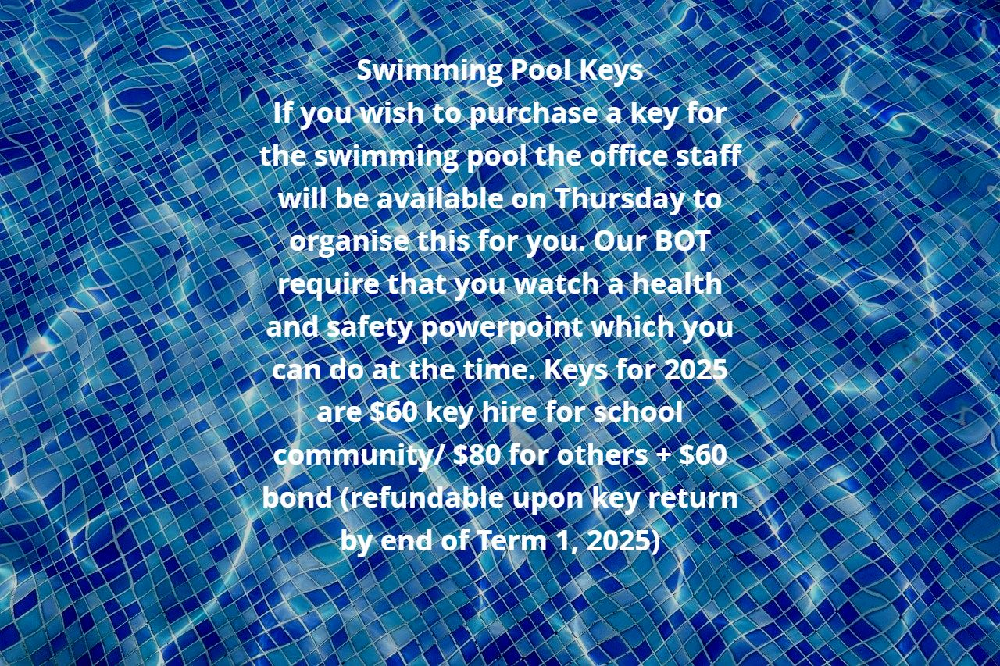 Swimming Pool Keys
If you wish to purchase a key for
the swimming pool the office staff
will be available on Thursday to
organise this for you. Our BOT
require that you watch a health
and safety powerpoint which you
can do at the time. Keys for 2025
are $60 key hire for school
community/ $80 for others + $60
bond (refundable upon key return
by end of Term 1, 2025)